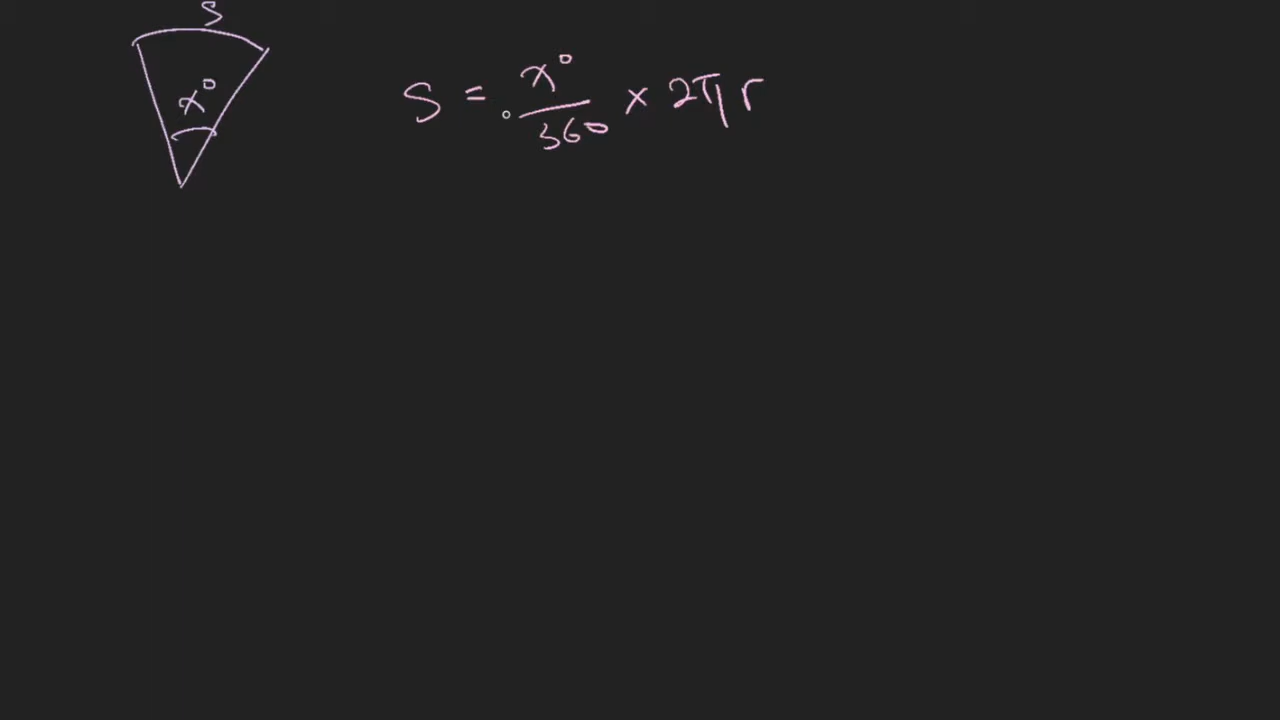 S
x°
S = x°/360 × 2πr